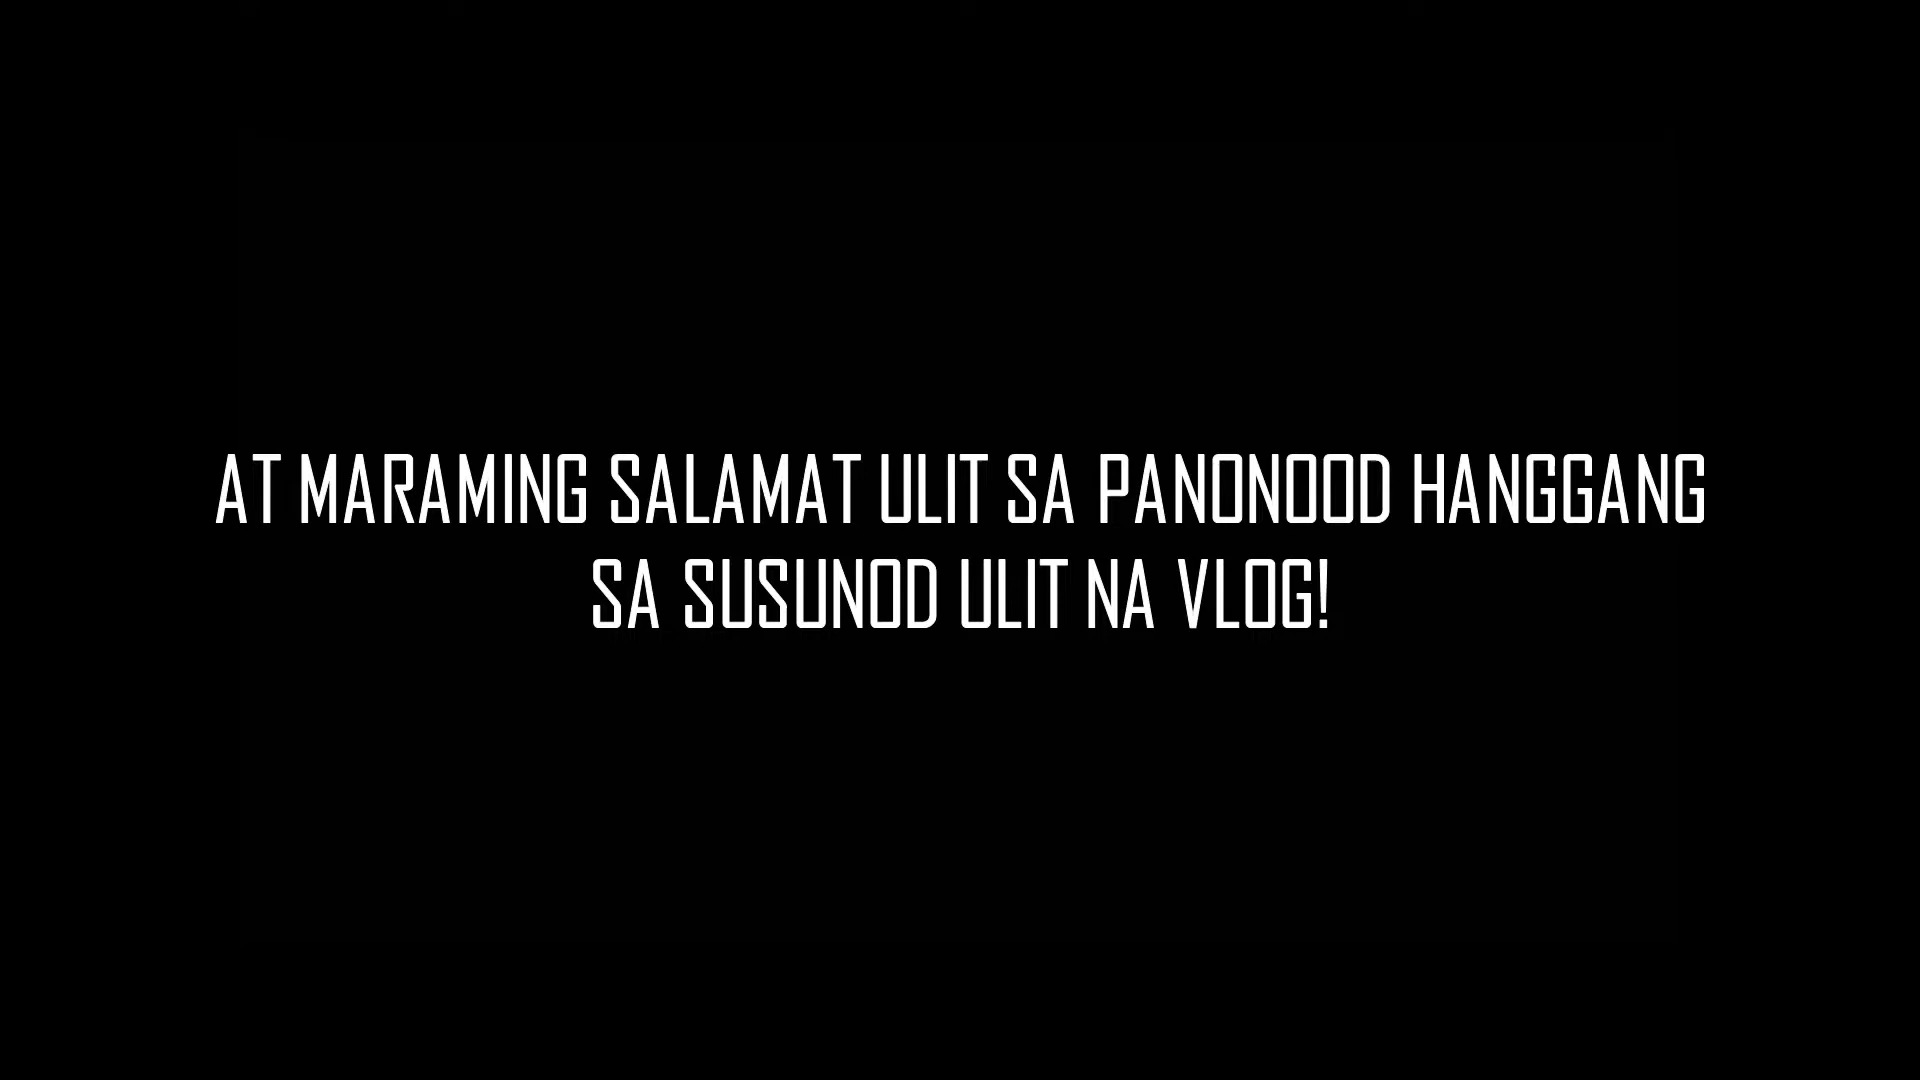 AT MARAMING SALAMAT ULIT SA PANONOOD HANGGANG
SA SUSUNOD ULIT NA VLOG!